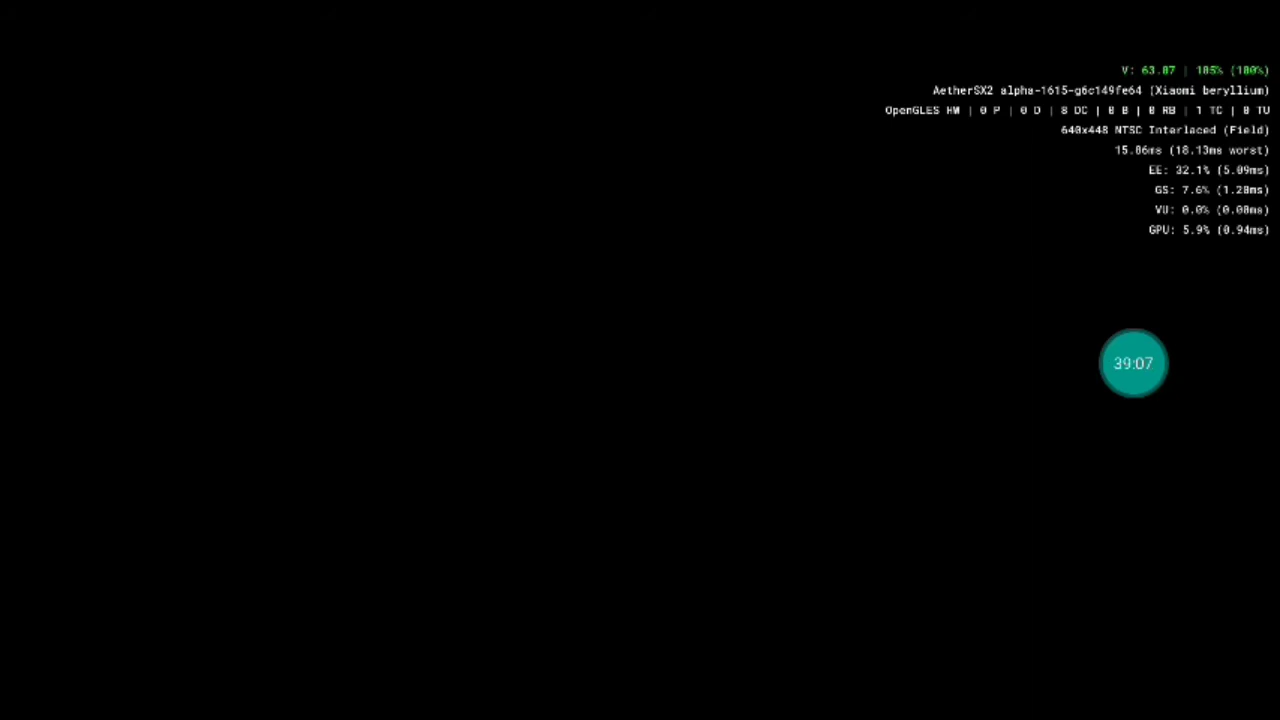 V: 63.07 | 105% (100%)
AetherSX2 alpha-1615-g6c149fe64 (Xiaomi beryllium)
OpenGLES HW | 0 P | 0 D | 8 DC | 0 B | 0 RB | 1 TC | 0 TU
640x448 NTSC Interlaced (Field)
15.86ms (18.13ms worst)
EE: 32.1% (5.09ms)
GS: 7.6% (1.20ms)
VU: 0.0% (0.00ms)
GPU: 5.9% (0.94ms)
39:07